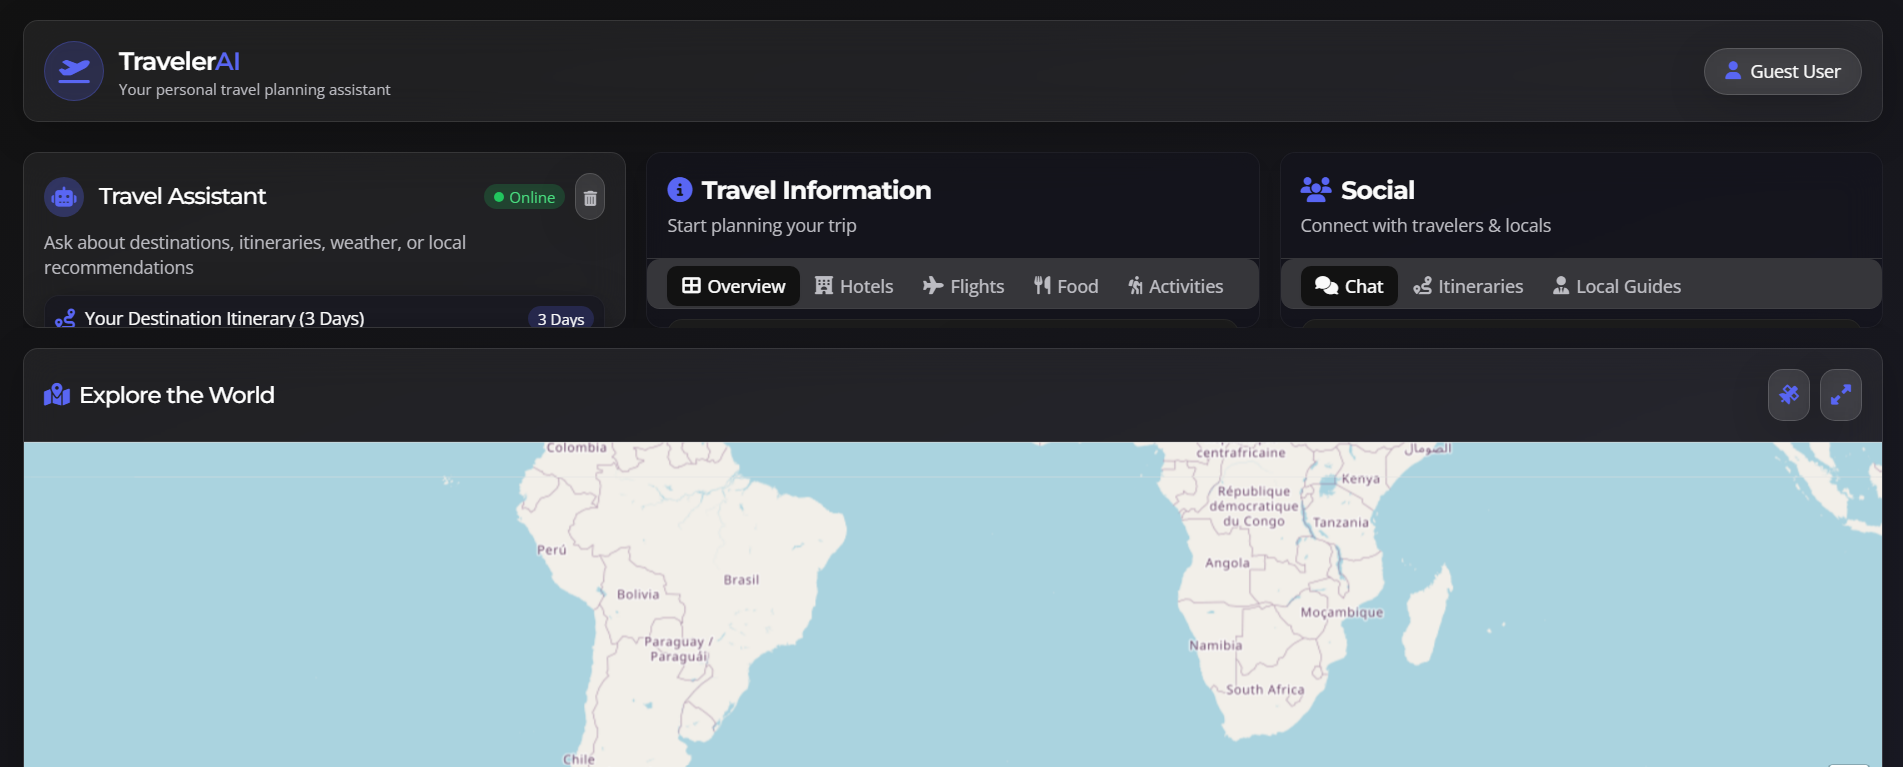 TravelerAI
Your personal travel planning assistant
Guest User
Travel Assistant
Online
Ask about destinations, itineraries, weather, or local
recommendations
Your Destination Itinerary (3 Days)
3 Days
Travel Information
Start planning your trip
Overview
Hotels
Flights
Food
Activities
Social
Connect with travelers & locals
Chat
Itineraries
Local Guides
Explore the World
Colombia
centrafricaine
الصومال
Kenya
République
démocratique
du Congo
Tanzania
Perú
Angola
Brasil
Bolivia
Moçambique
Paraguay /
Paraguái
Namibia
South Africa
Chile